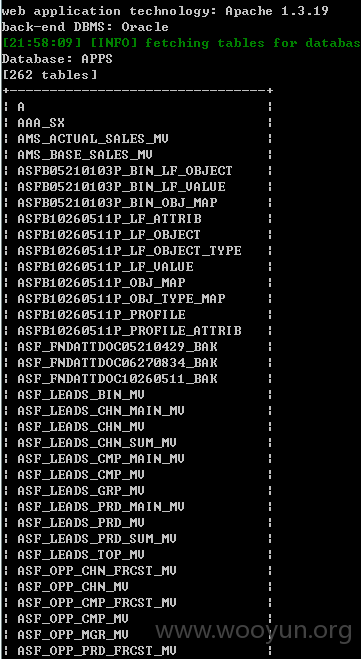 web application technology: Apache 1.3.19
back-end DBMS: Oracle
[21:58:09] [INFO] fetching tables for databas
Database: APPS
[262 tables]
+--------------------------------+
| A |
| AAA_SX |
| AMS_ACTUAL_SALES_MV |
| AMS_BASE_SALES_MV |
| ASFB05210103P_BIN_LF_OBJECT |
| ASFB05210103P_BIN_LF_VALUE |
| ASFB05210103P_BIN_OBJ_MAP |
| ASFB10260511P_LF_ATTRIB |
| ASFB10260511P_LF_OBJECT |
| ASFB10260511P_LF_OBJECT_TYPE |
| ASFB10260511P_LF_VALUE |
| ASFB10260511P_OBJ_MAP |
| ASFB10260511P_OBJ_TYPE_MAP |
| ASFB10260511P_PROFILE |
| ASFB10260511P_PROFILE_ATTRIB |
| ASF_FNDATTDOC05210429_BAK |
| ASF_FNDATTDOC06270834_BAK |
| ASF_FNDATTDOC10260511_BAK |
| ASF_LEADS_BIN_MV |
| ASF_LEADS_CHN_MAIN_MV |
| ASF_LEADS_CHN_MV |
| ASF_LEADS_CHN_SUM_MV |
| ASF_LEADS_CMP_MAIN_MV |
| ASF_LEADS_CMP_MV |
| ASF_LEADS_GRP_MV |
| ASF_LEADS_PRD_MAIN_MV |
| ASF_LEADS_PRD_MV |
| ASF_LEADS_PRD_SUM_MV |
| ASF_LEADS_TOP_MV |
| ASF_OPP_CHN_FRCST_MV |
| ASF_OPP_CHN_MV |
| ASF_OPP_CMP_FRCST_MV |
| ASF_OPP_CMP_MV |
| ASF_OPP_MGR_MV |
| ASF_OPP_PRD_FRCST_MV |
www.wooyun.org